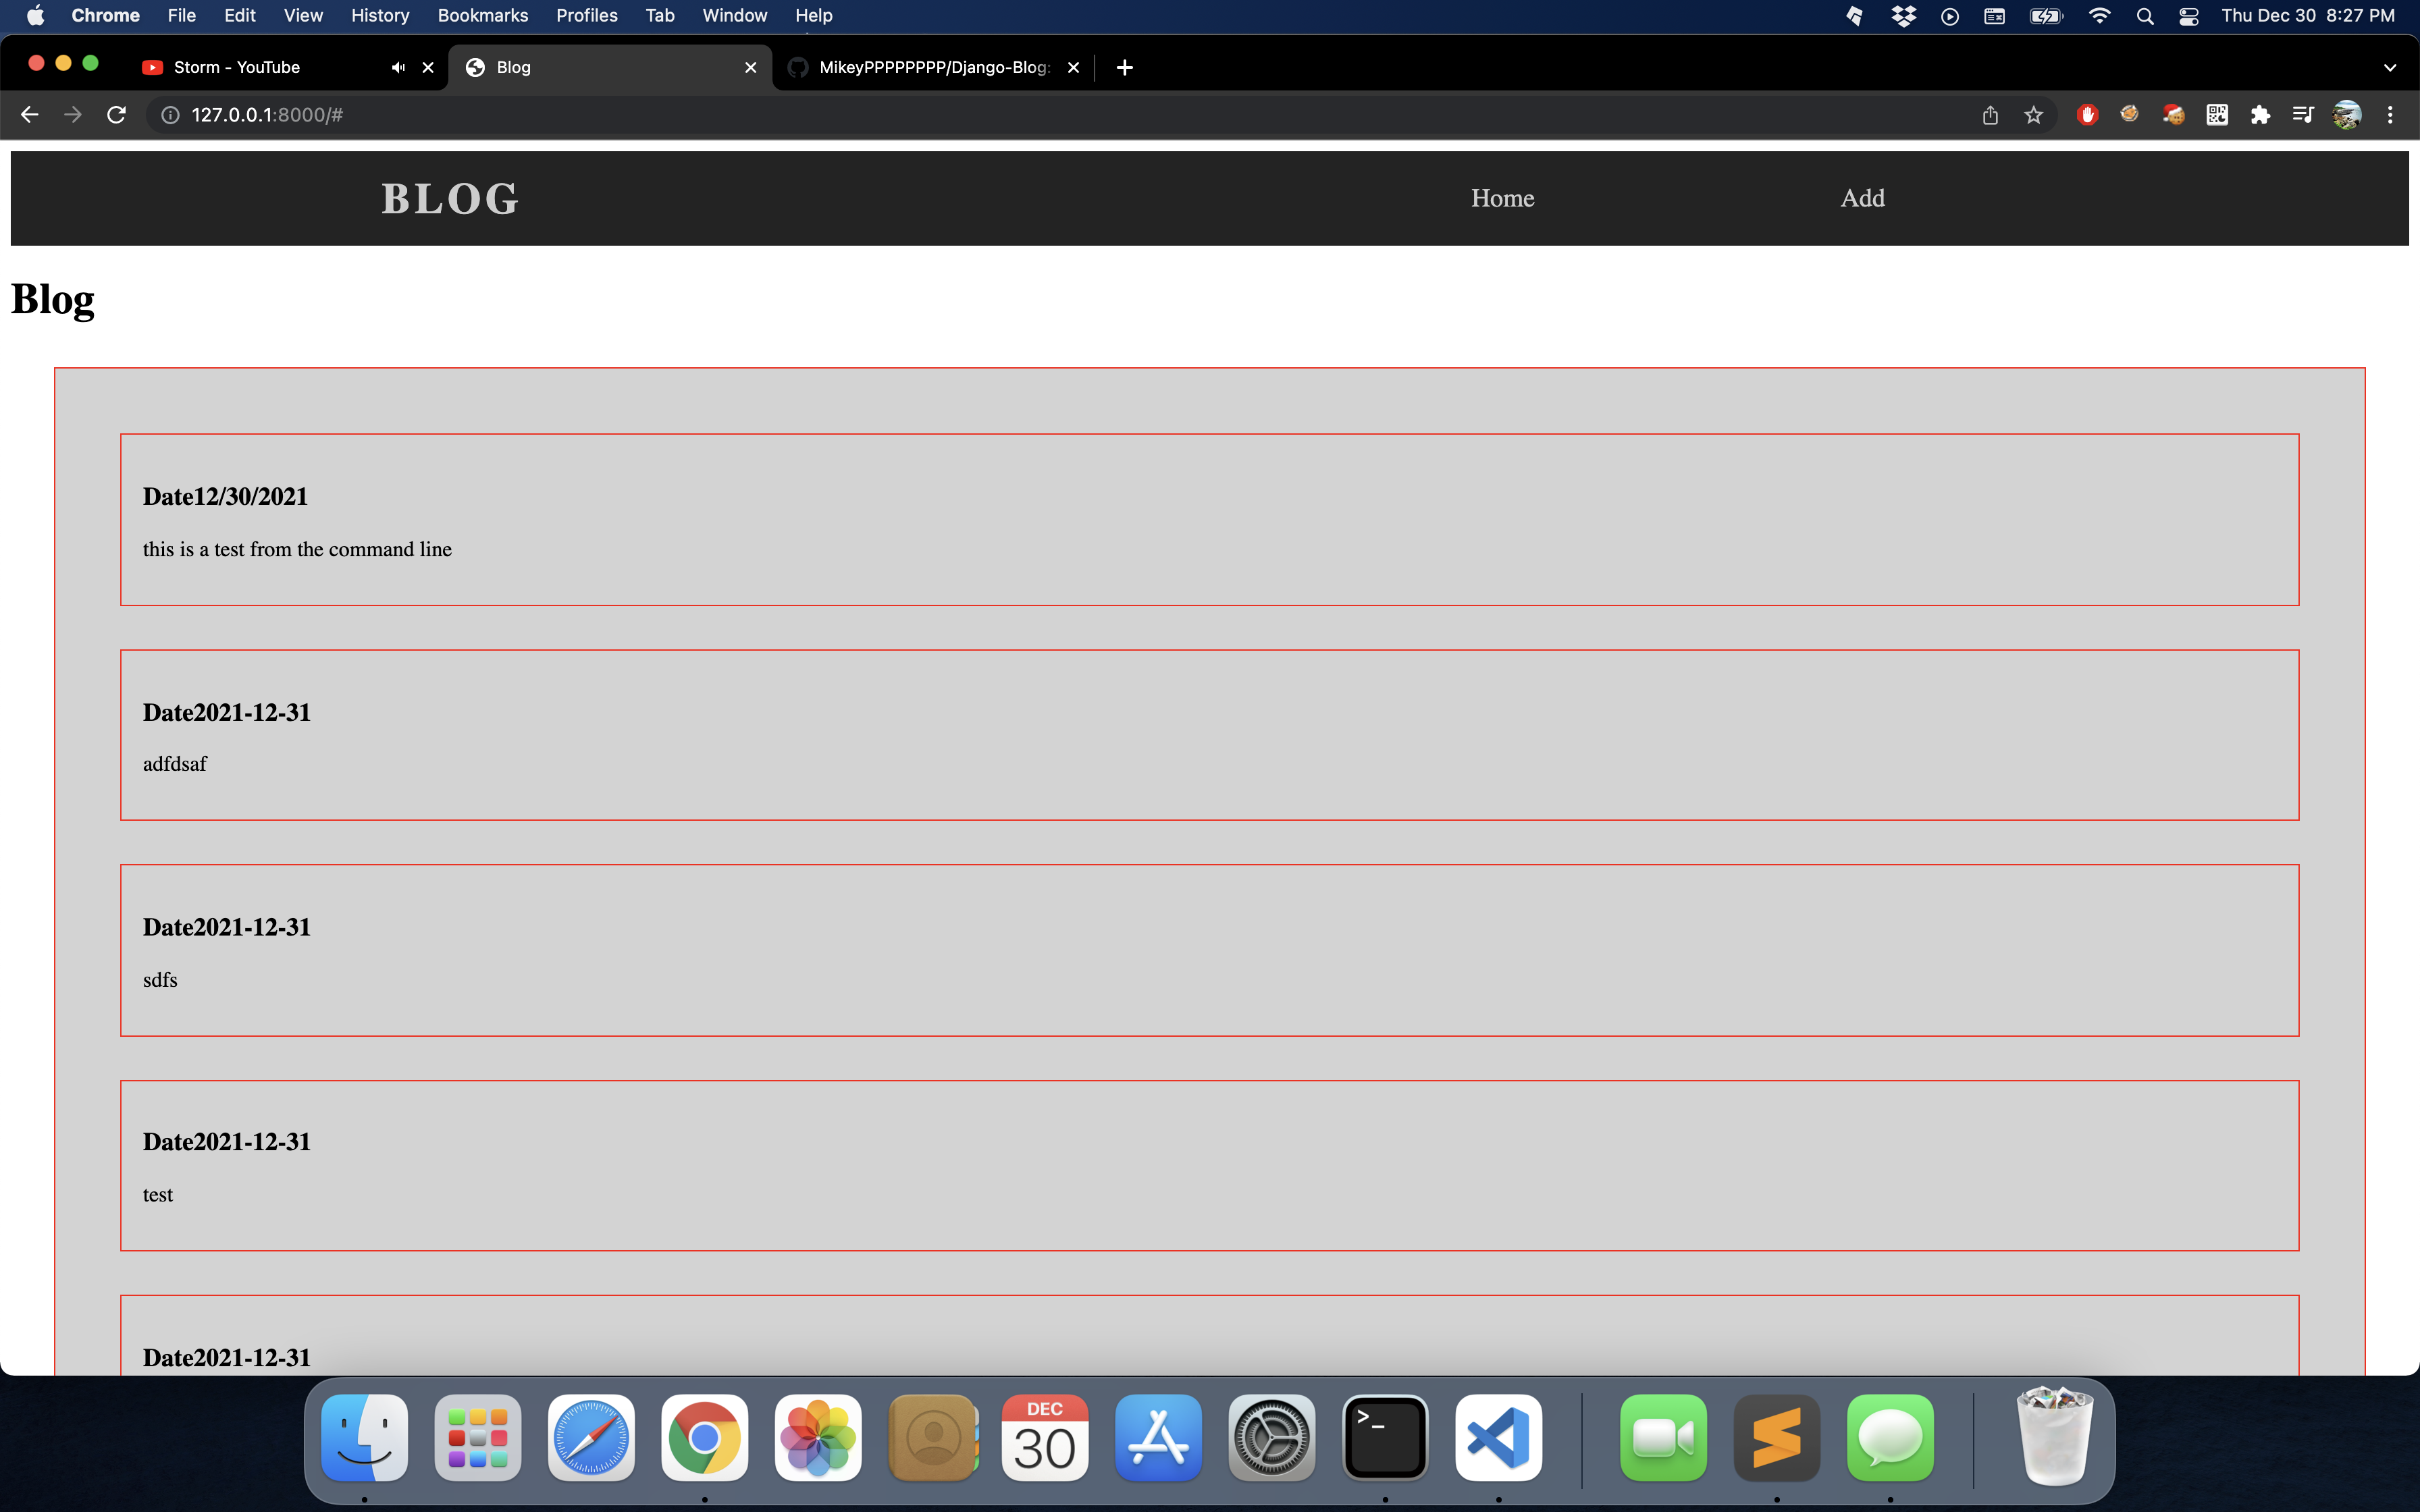 Chrome File Edit View History Bookmarks Profiles Tab Window Help Thu Dec 30 8:27 PM
Storm - YouTube Blog MikeyPPPPPPPP/Django-Blog:
127.0.0.1:8000/#
BLOG Home Add
Blog
Date12/30/2021
this is a test from the command line
Date2021-12-31
adfdsaf
Date2021-12-31
sdfs
Date2021-12-31
test
Date2021-12-31
DEC
30
>_